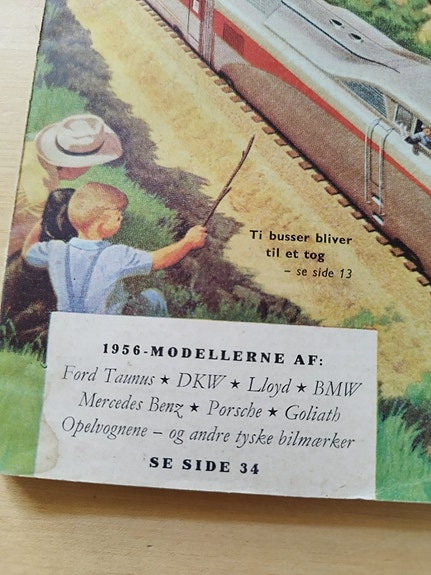 Ti busser bliver
til et tog
– se side 13
1956-MODELLERNE AF:
Ford Taunus ★ DKW ★ Lloyd ★ BMW
Mercedes Benz ★ Porsche ★ Goliath
Opelvognene – og andre tyske bilmærker
SE SIDE 34